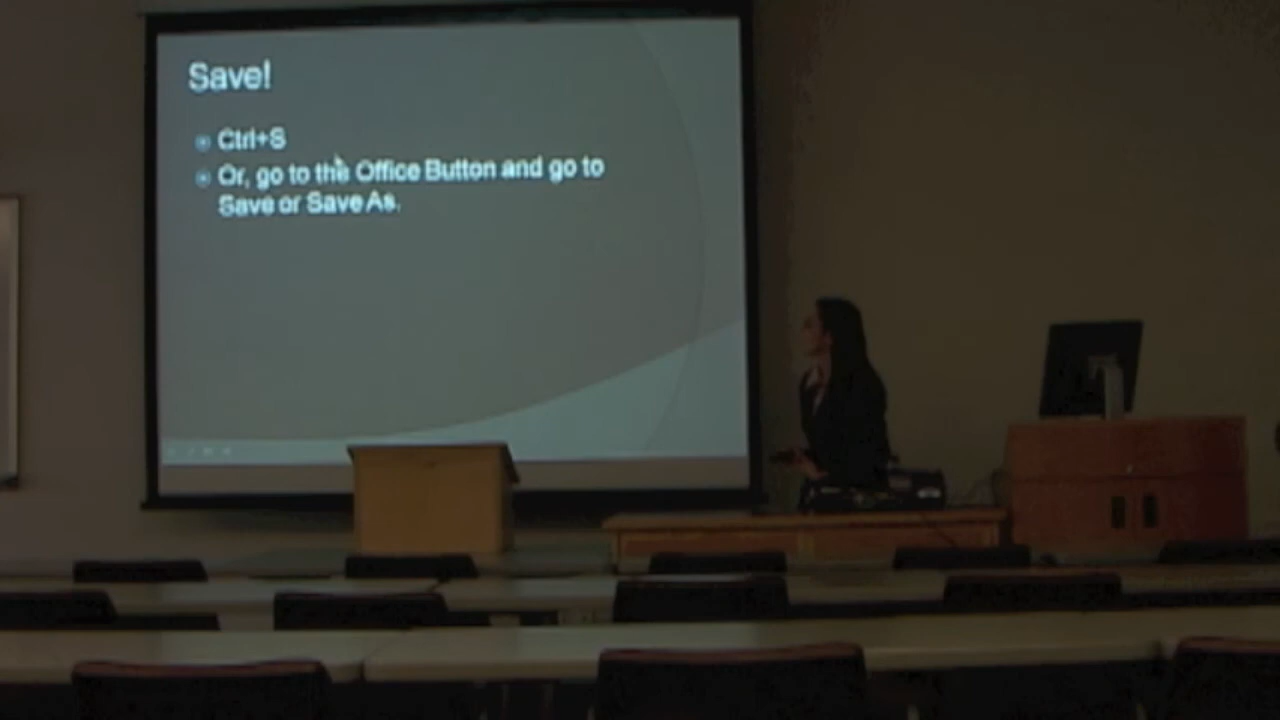 Save!
Ctrl+S
Or, go to the Office Button and go to
Save or Save As.